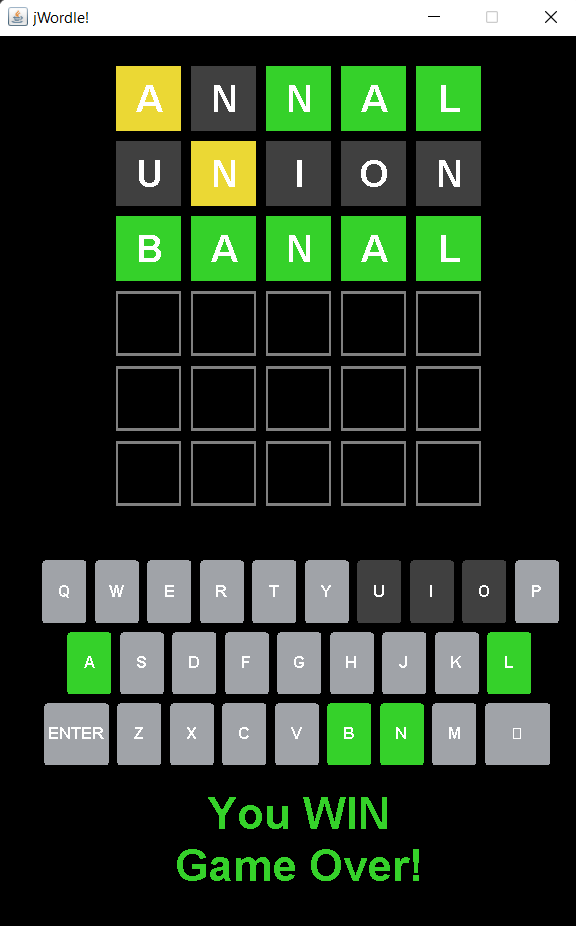 jWordle!
A N N A L
U N I O N
B A N A L
Q W E R T Y U I O P
A S D F G H J K L
ENTER Z X C V B N M
You WIN
Game Over!